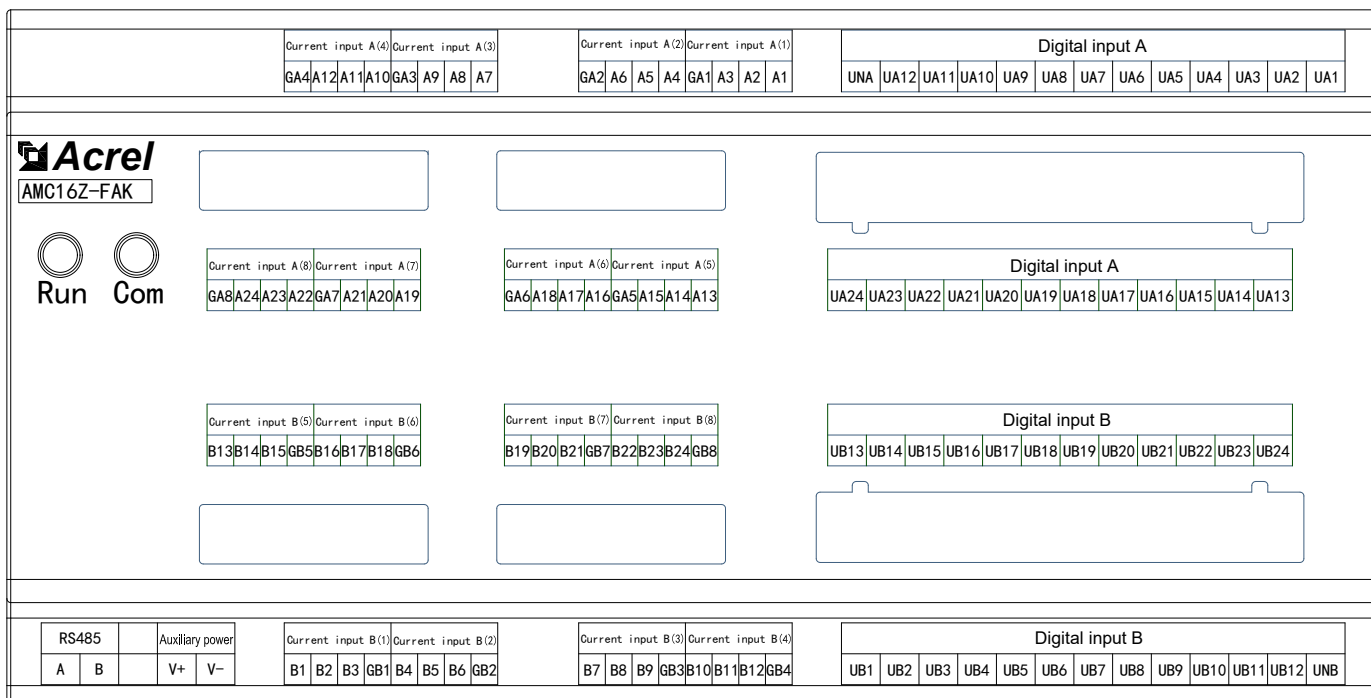 Current input A(4) Current input A(3) Current input A(2) Current input A(1) Digital input A
GA4 A12 A11 A10 GA3 A9 A8 A7 GA2 A6 A5 A4 GA1 A3 A2 A1 UNA UA12 UA11 UA10 UA9 UA8 UA7 UA6 UA5 UA4 UA3 UA2 UA1
Acrel
AMC16Z-FAK
Run Com
Current input A(8) Current input A(7) Current input A(6) Current input A(5) Digital input A
GA8 A24 A23 A22 GA7 A21 A20 A19 GA6 A18 A17 A16 GA5 A15 A14 A13 UA24 UA23 UA22 UA21 UA20 UA19 UA18 UA17 UA16 UA15 UA14 UA13
Current input B(5) Current input B(6) Current input B(7) Current input B(8) Digital input B
B13 B14 B15 GB5 B16 B17 B18 GB6 B19 B20 B21 GB7 B22 B23 B24 GB8 UB13 UB14 UB15 UB16 UB17 UB18 UB19 UB20 UB21 UB22 UB23 UB24
RS485 Auxiliary power Current input B(1) Current input B(2) Current input B(3) Current input B(4) Digital input B
A B V+ V- B1 B2 B3 GB1 B4 B5 B6 GB2 B7 B8 B9 GB3 B10 B11 B12 GB4 UB1 UB2 UB3 UB4 UB5 UB6 UB7 UB8 UB9 UB10 UB11 UB12 UNB